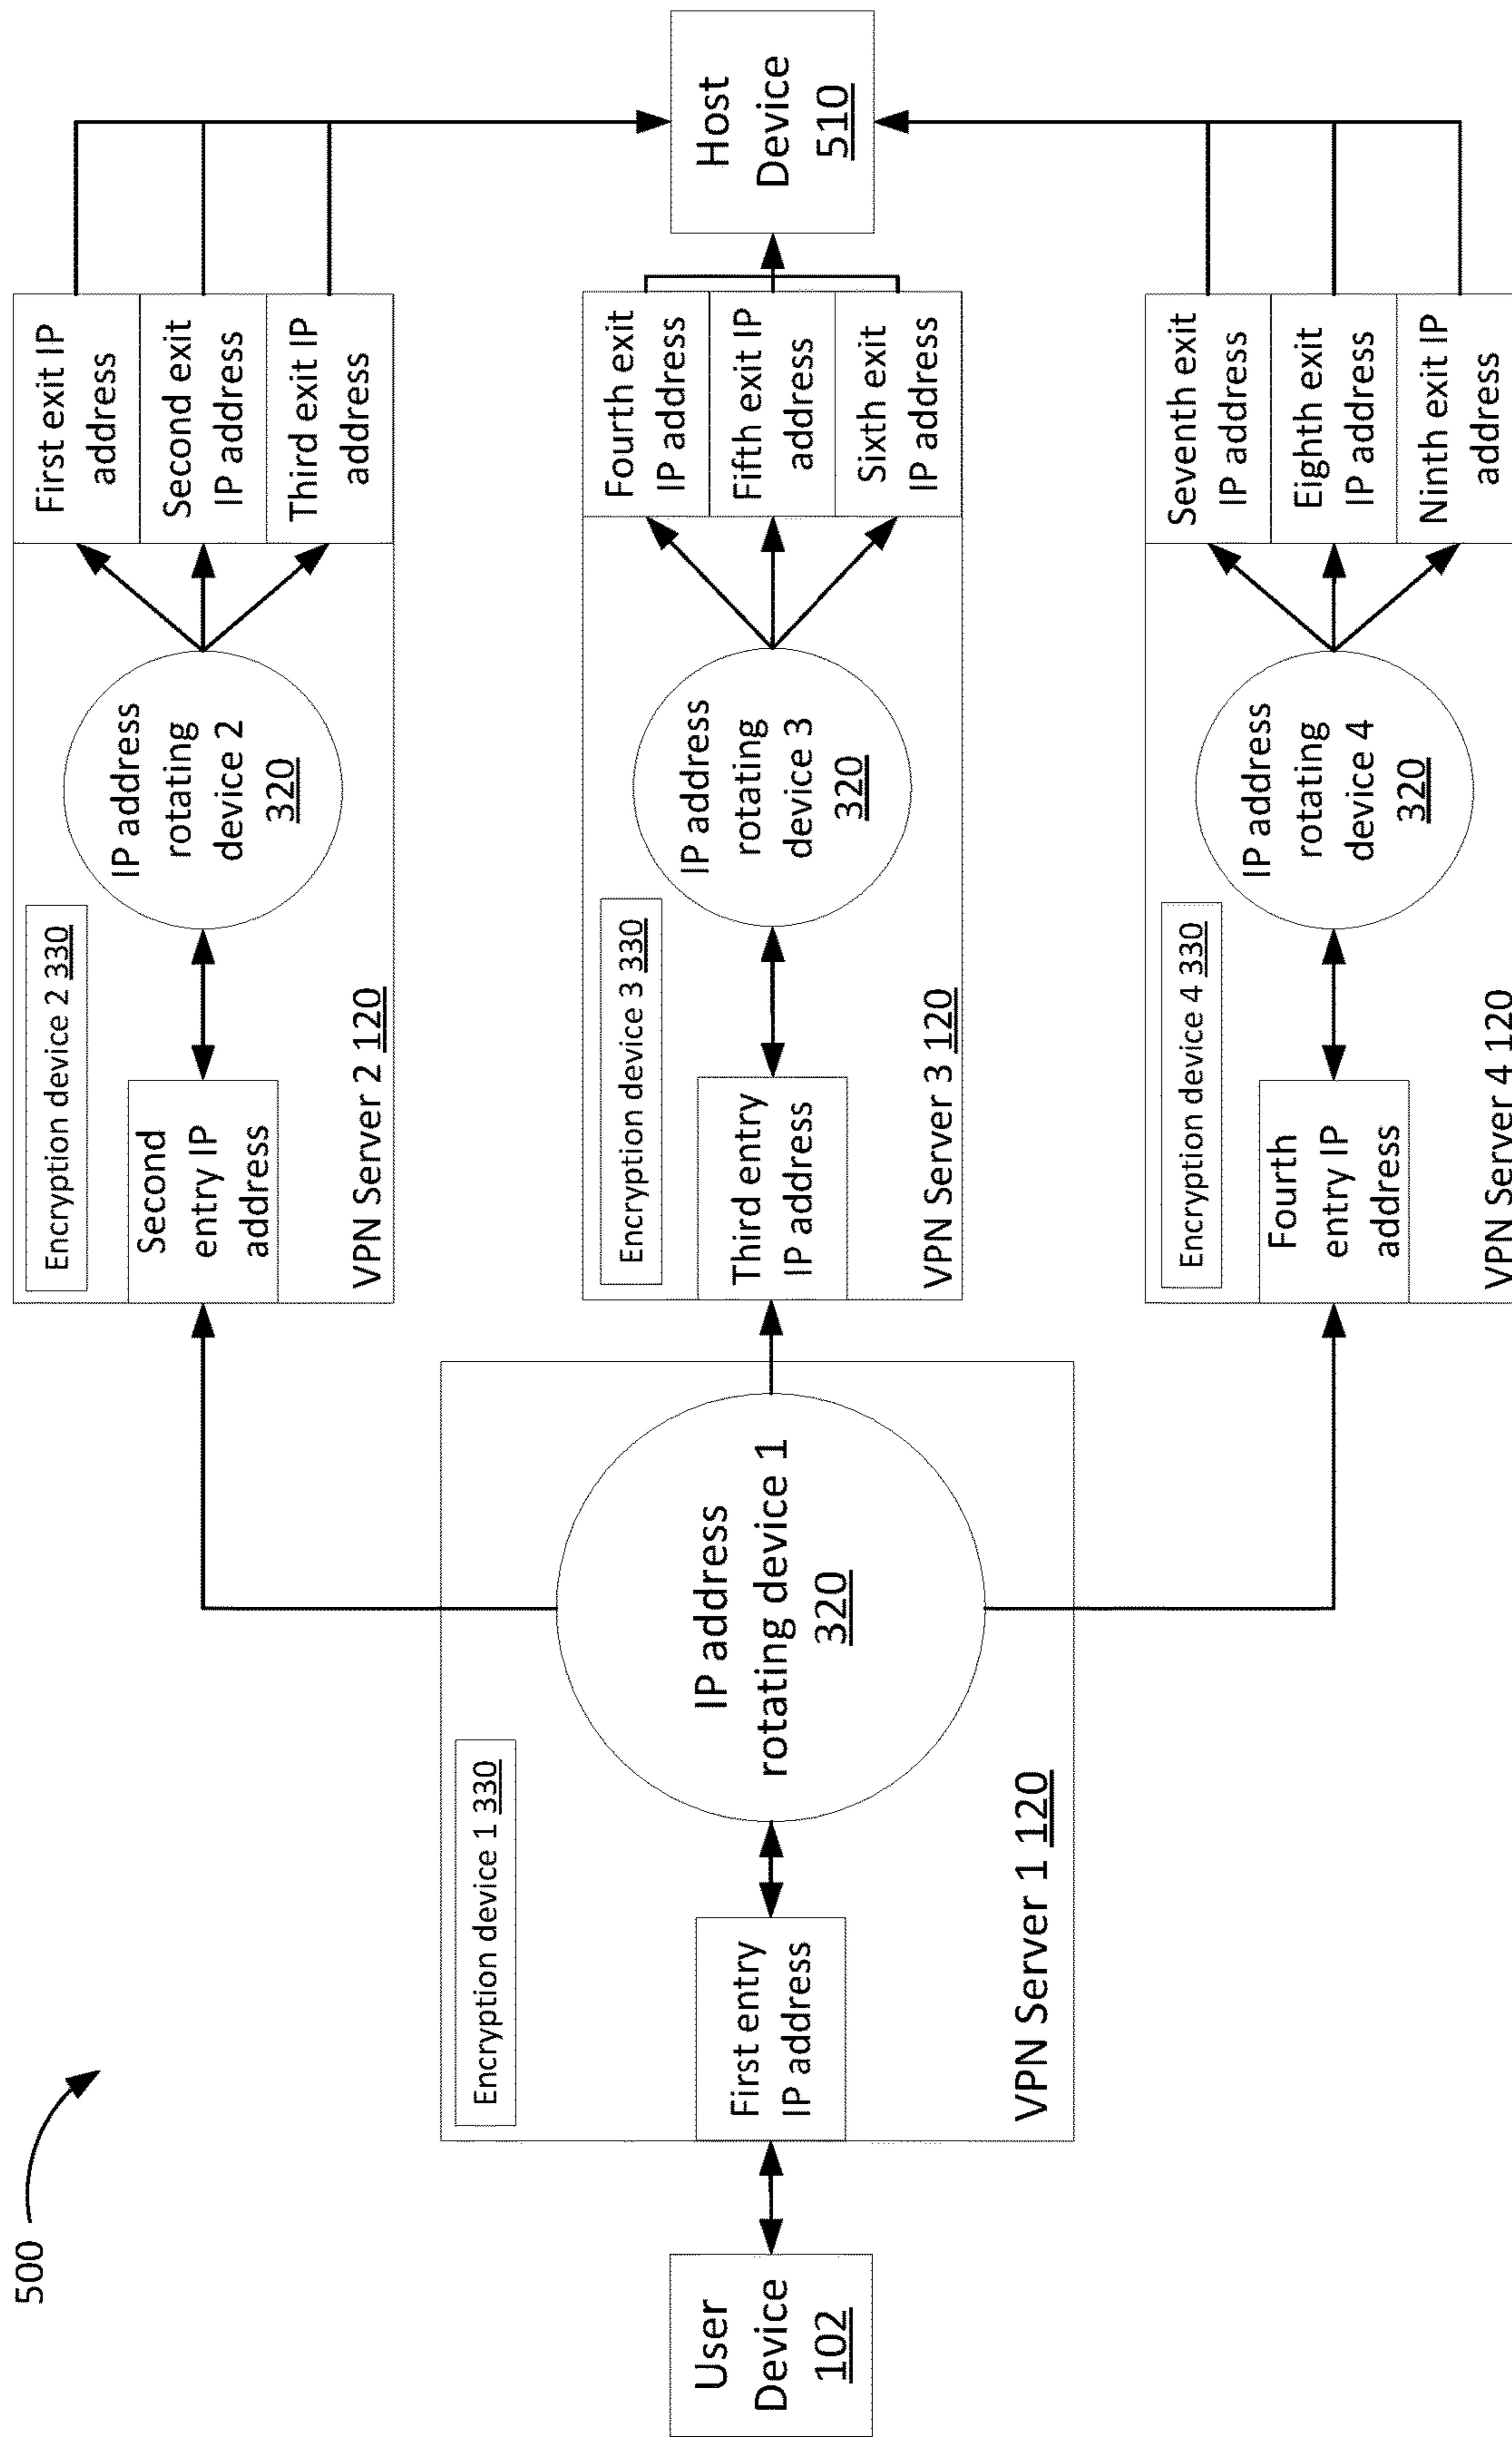 500
User
Device
102
Encryption device 1 330
First entry
IP address
IP address
rotating device 1
320
VPN Server 1 120
Encryption device 2 330
Second
entry IP
address
IP address
rotating
device 2
320
VPN Server 2 120
First exit IP
address
Second exit
IP address
Third exit IP
address
Encryption device 3 330
Third entry
IP address
IP address
rotating
device 3
320
VPN Server 3 120
Fourth exit
IP address
Fifth exit IP
address
Sixth exit
IP address
Encryption device 4 330
Fourth
entry IP
address
IP address
rotating
device 4
320
VPN Server 4 120
Seventh exit
IP address
Eighth exit
IP address
Ninth exit IP
address
Host
Device
510